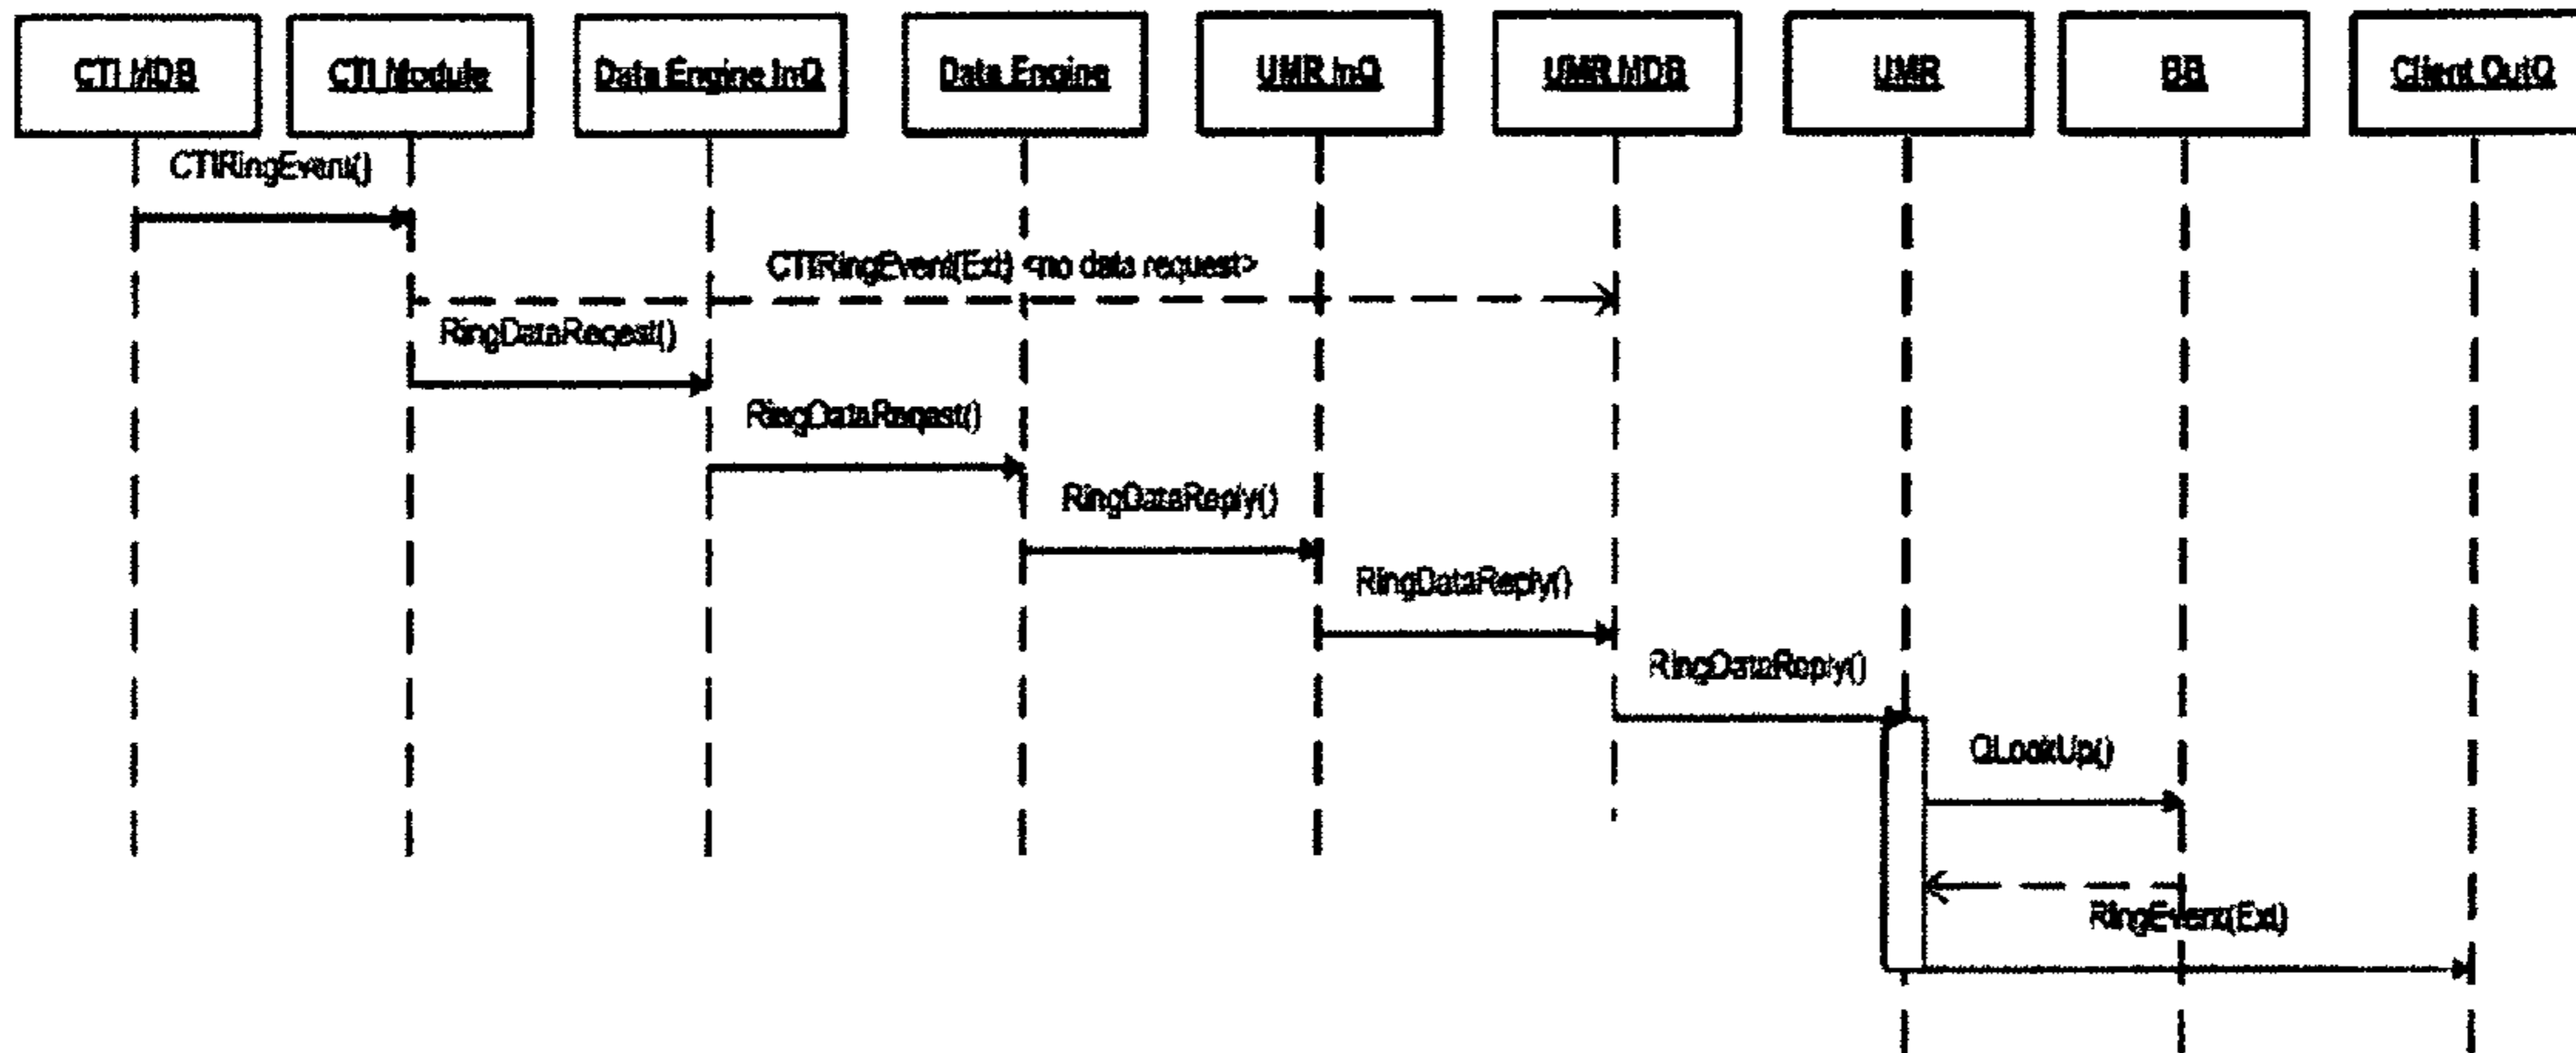 CTI MDB
CTI Module
Data Engine InQ
Data Engine
UMR InQ
UMR MDB
UMR
BB
Client OutQ
CTIRingEvent()
CTIRingEvent(Ext) <no data request>
RingDataReqest()
RingDataReqest()
RingDataReply()
RingDataReply()
RingDataReply()
QLookUp()
RingEvent(Ext)